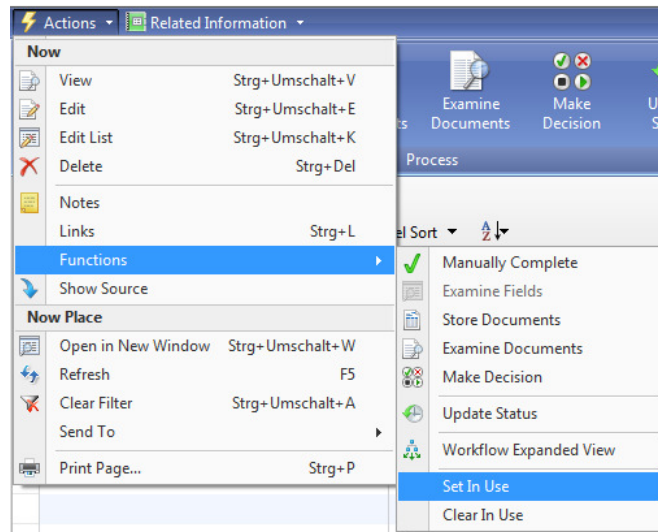 Actions Related Information
Now
View Strg+Umschalt+V
Edit Strg+Umschalt+E
Edit List Strg+Umschalt+K
Delete Strg+Del
Notes
Links Strg+L
Functions
Show Source
Now Place
Open in New Window Strg+Umschalt+W
Refresh F5
Clear Filter Strg+Umschalt+A
Send To
Print Page... Strg+P
Examine
Documents
Make
Decision
Process
Sort
Manually Complete
Examine Fields
Store Documents
Examine Documents
Make Decision
Update Status
Workflow Expanded View
Set In Use
Clear In Use